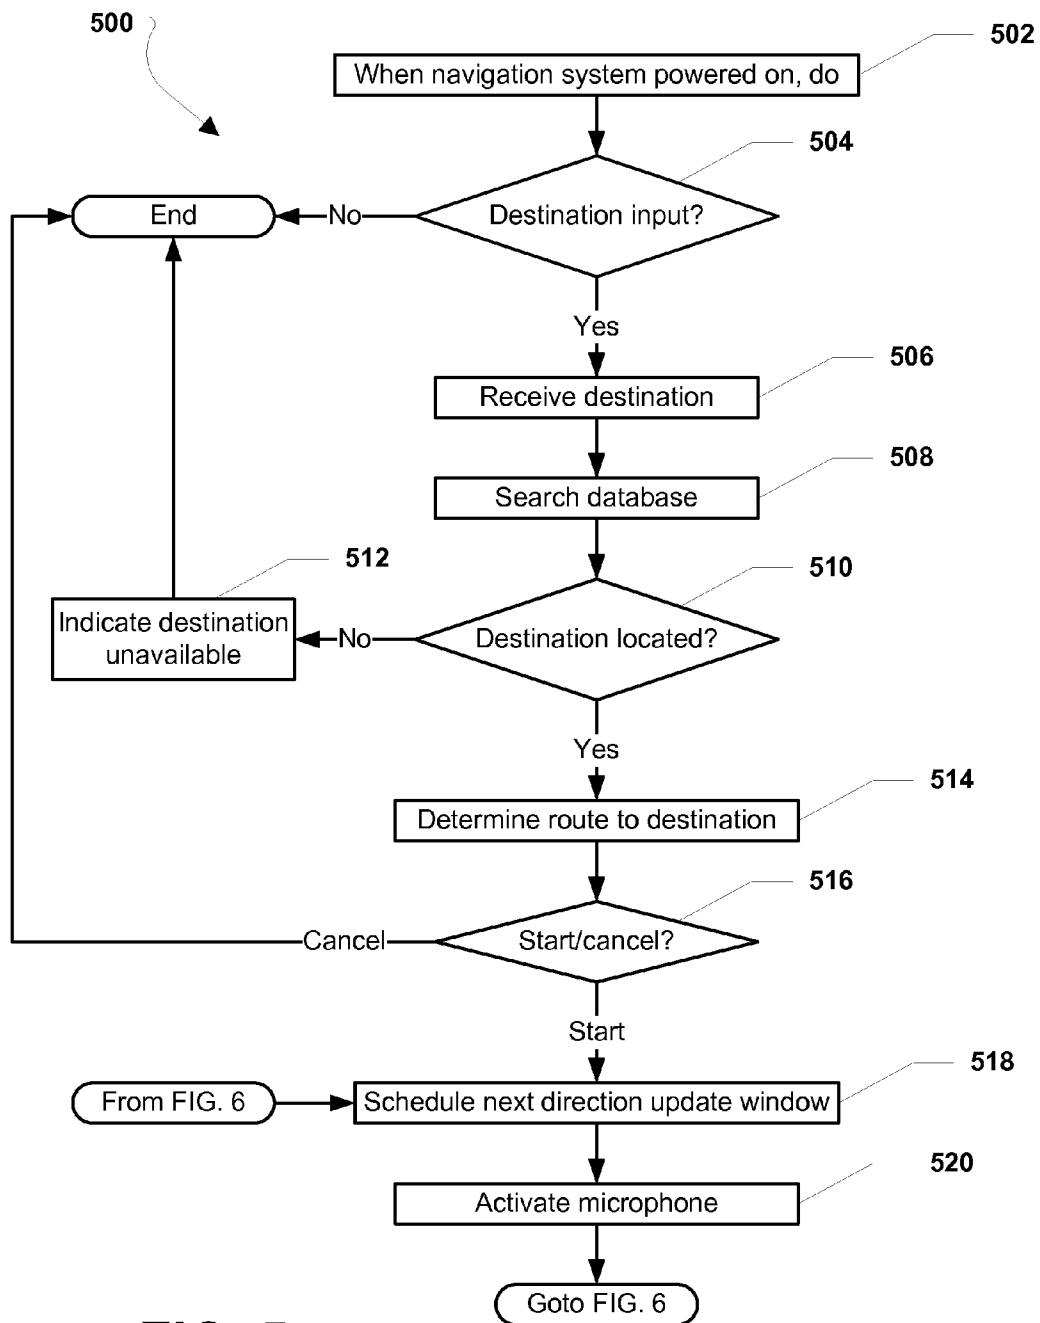 500
502
When navigation system powered on, do
504
Destination input?
No
End
Yes
506
Receive destination
508
Search database
510
Destination located?
No
512
Indicate destination
unavailable
Yes
514
Determine route to destination
516
Start/cancel?
Cancel
Start
From FIG. 6
518
Schedule next direction update window
520
Activate microphone
Goto FIG. 6